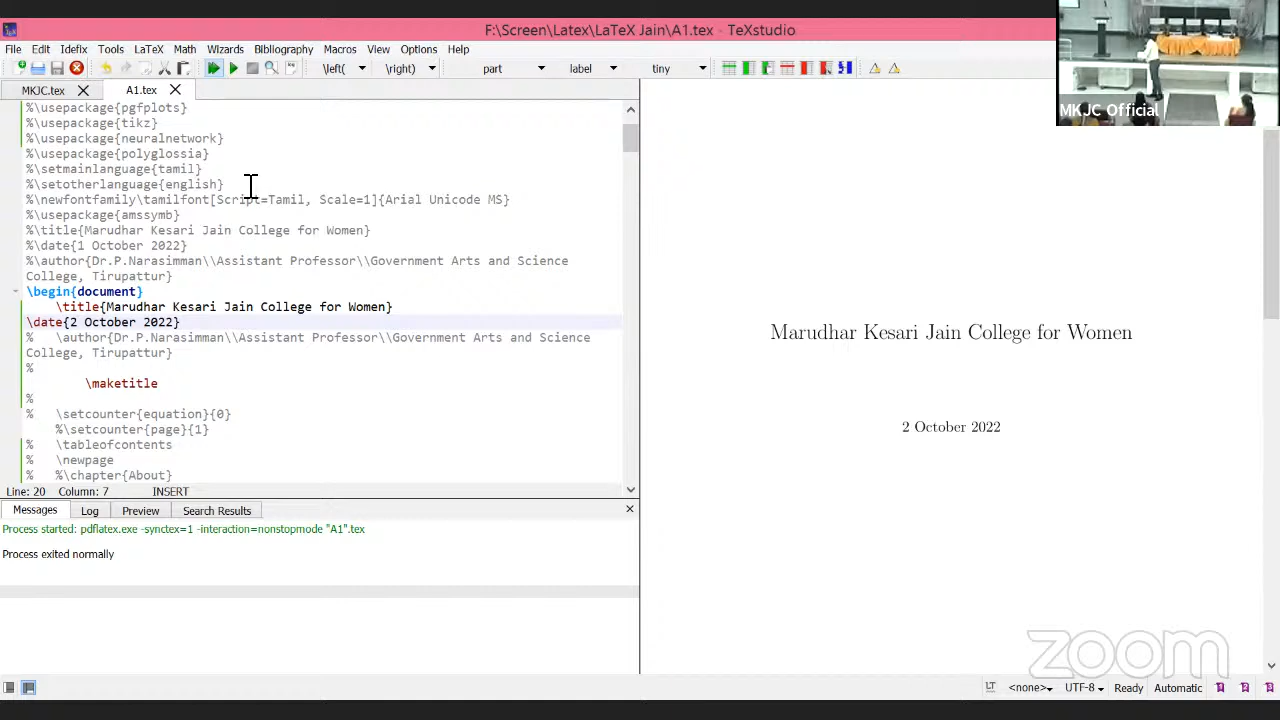 F:\Screen\Latex\LaTeX Jain\A1.tex - TeXstudio
File Edit Idefix Tools LaTeX Math Wizards Bibliography Macros View Options Help
\left( \right) part label tiny
MKJC.tex A1.tex
MKJC Official
%\usepackage{pgfplots}
%\usepackage{tikz}
%\usepackage{neuralnetwork}
%\usepackage{polyglossia}
%\setmainlanguage{tamil}
%\setotherlanguage{english}
%\newfontfamily\tamilfont[Script=Tamil, Scale=1]{Arial Unicode MS}
%\usepackage{amssymb}
%\title{Marudhar Kesari Jain College for Women}
%\date{1 October 2022}
%\author{Dr.P.Narasimman\\Assistant Professor\\Government Arts and Science
College, Tirupattur}
\begin{document}
\title{Marudhar Kesari Jain College for Women}
\date{2 October 2022}
% \author{Dr.P.Narasimman\\Assistant Professor\\Government Arts and Science
College, Tirupattur}
%
\maketitle
%
% \setcounter{equation}{0}
%\setcounter{page}{1}
% \tableofcontents
% \newpage
% %\chapter{About}
Line: 20 Column: 7 INSERT
Messages Log Preview Search Results
Process started: pdflatex.exe -synctex=1 -interaction=nonstopmode "A1".tex
Process exited normally
Marudhar Kesari Jain College for Women
2 October 2022
zoom
LT <none> UTF-8 Ready Automatic